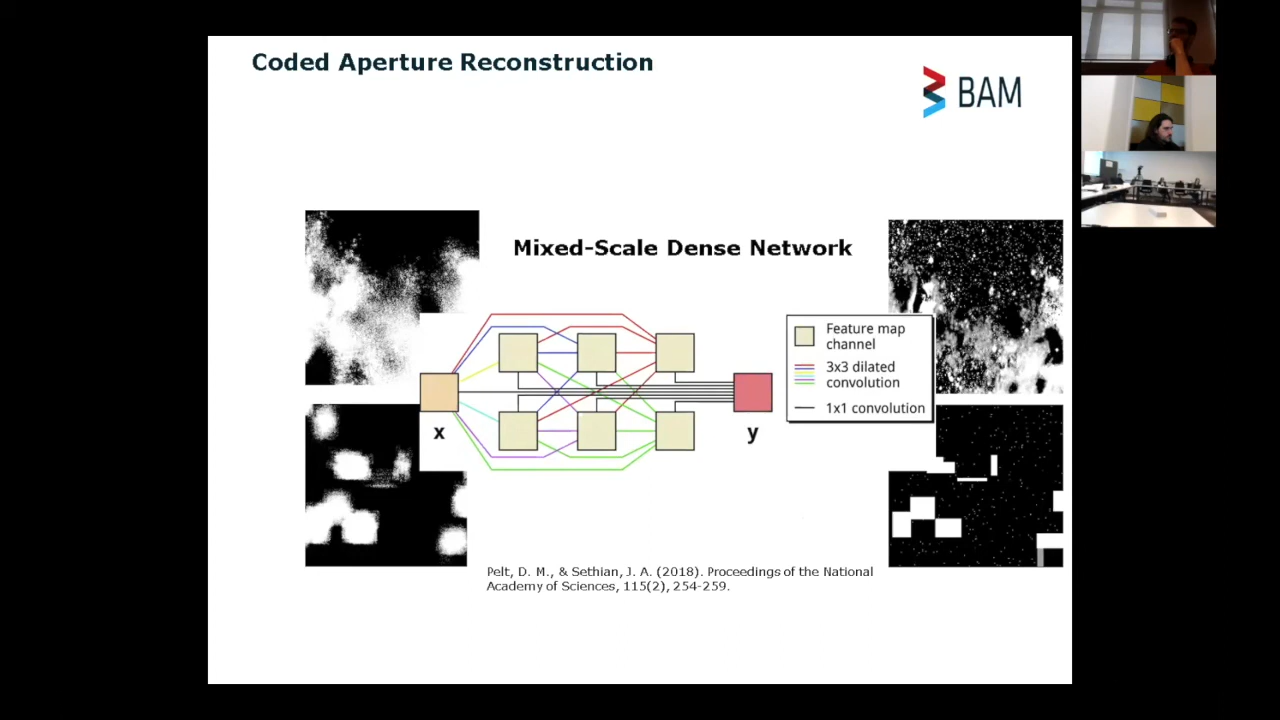 Coded Aperture Reconstruction
BAM
Mixed-Scale Dense Network
Feature map
channel
3x3 dilated
convolution
1x1 convolution
x
y
Pelt, D. M., & Sethian, J. A. (2018). Proceedings of the National
Academy of Sciences, 115(2), 254-259.